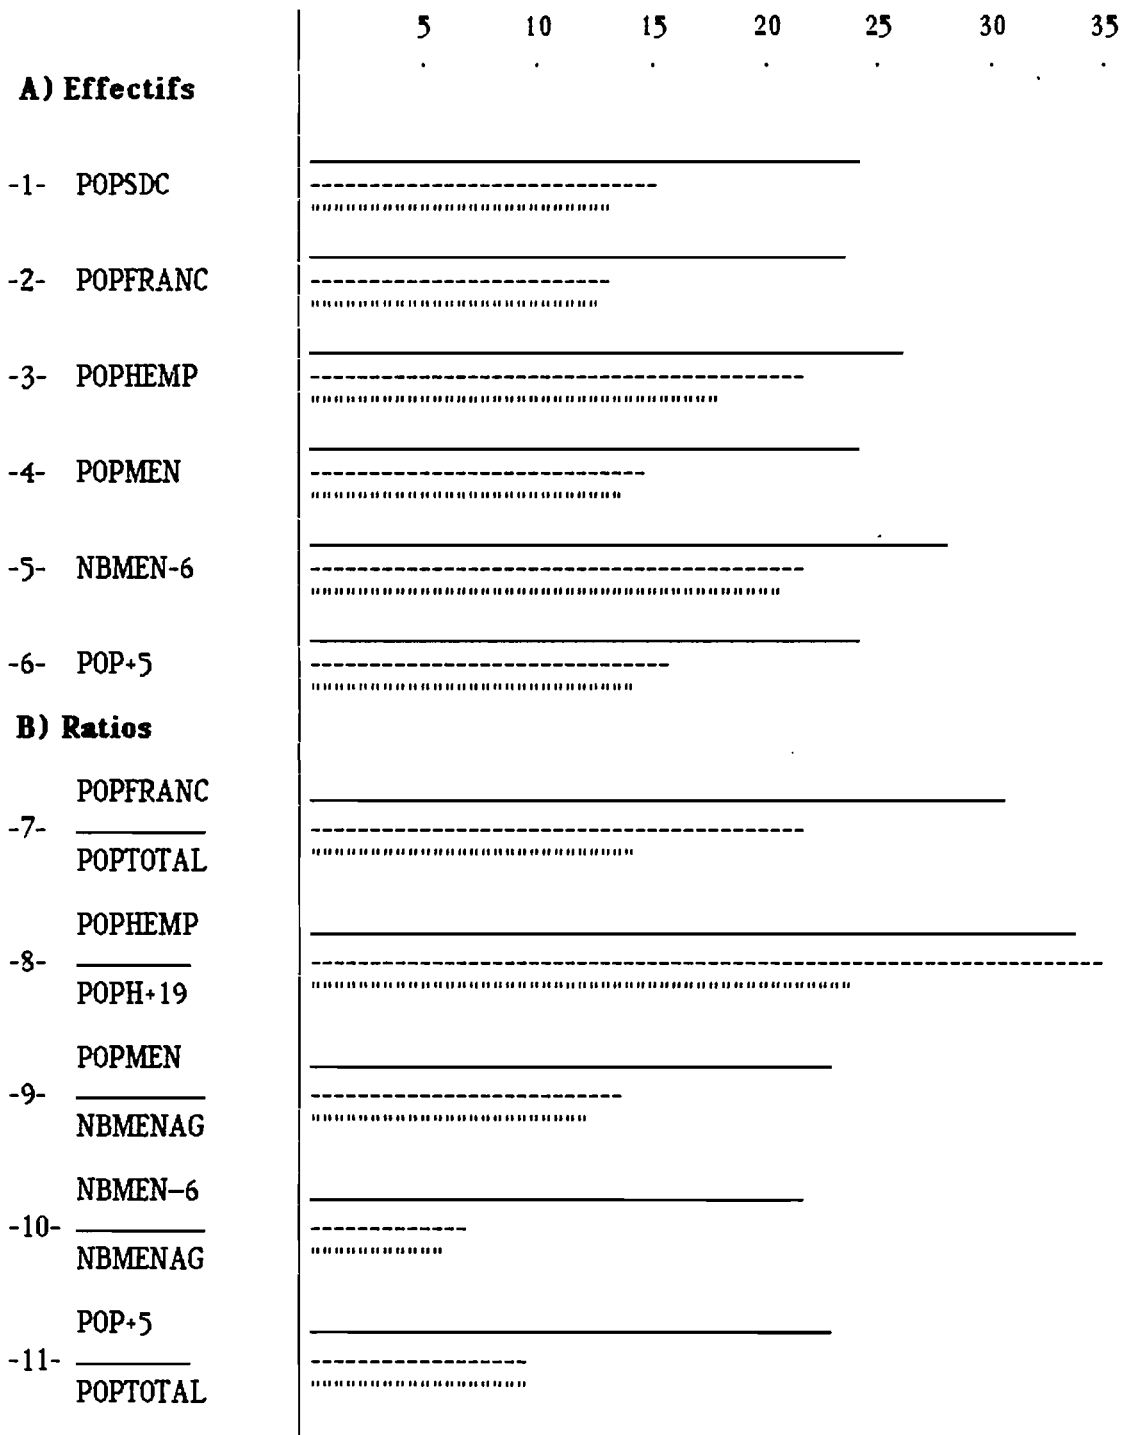 5 10 15 20 25 30 35
A) Effectifs
-1- POPSDC
-2- POPFRANC
-3- POPHEMP
-4- POPMEN
-5- NBMEN-6
-6- POP+5
B) Ratios
POPFRANC
-7-
POPTOTAL
POPHEMP
-8-
POPH+19
POPMEN
-9-
NBMENAG
NBMEN-6
-10-
NBMENAG
POP+5
-11-
POPTOTAL